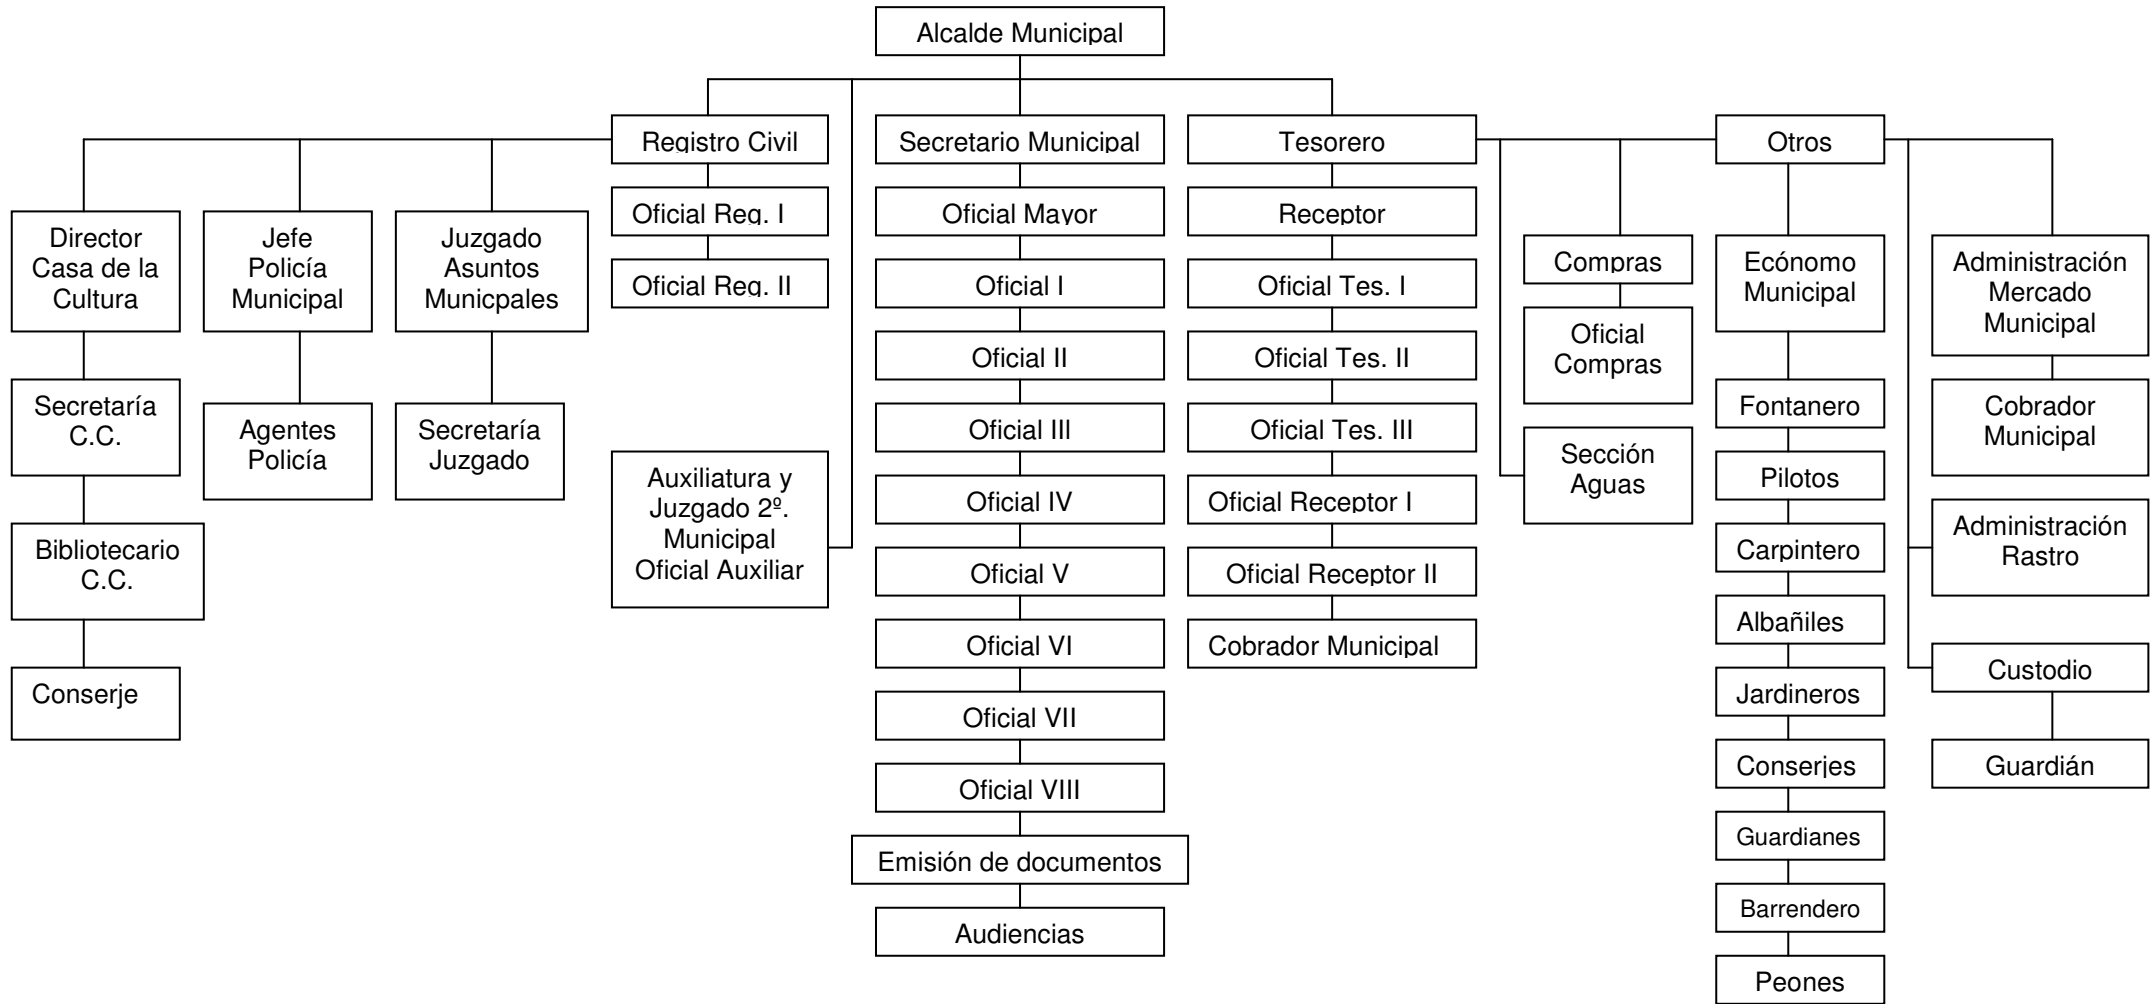 Alcalde Municipal
Registro Civil
Secretario Municipal
Tesorero
Otros
Director
Casa de la
Cultura
Secretaría
C.C.
Bibliotecario
C.C.
Conserje
Jefe
Policía
Municipal
Agentes
Policía
Juzgado
Asuntos
Municpales
Secretaría
Juzgado
Oficial Reg. I
Oficial Reg. II
Auxiliatura y
Juzgado 2º.
Municipal
Oficial Auxiliar
Oficial Mayor
Oficial I
Oficial II
Oficial III
Oficial IV
Oficial V
Oficial VI
Oficial VII
Oficial VIII
Emisión de documentos
Audiencias
Receptor
Oficial Tes. I
Oficial Tes. II
Oficial Tes. III
Oficial Receptor I
Oficial Receptor II
Cobrador Municipal
Compras
Oficial
Compras
Sección
Aguas
Ecónomo
Municipal
Fontanero
Pilotos
Carpintero
Albañiles
Jardineros
Conserjes
Guardianes
Barrendero
Peones
Administración
Mercado
Municipal
Cobrador
Municipal
Administración
Rastro
Custodio
Guardián